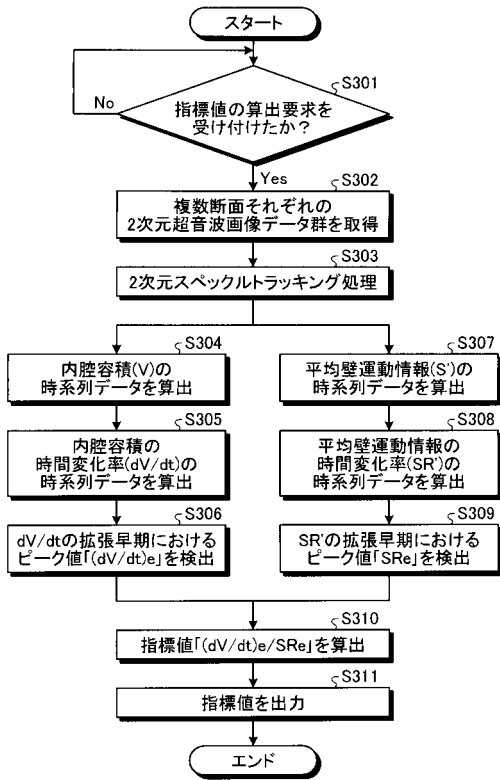 スタート
S301
指標値の算出要求を
受け付けたか？
No
Yes
S302
複数断面それぞれの
2次元超音波画像データ群を取得
S303
2次元スペックルトラッキング処理
S304
内腔容積(V)の
時系列データを算出
S305
内腔容積の
時間変化率(dV/dt)の
時系列データを算出
S306
dV/dtの拡張早期における
ピーク値「(dV/dt)e」を検出
S307
平均壁運動情報(S')の
時系列データを算出
S308
平均壁運動情報の
時間変化率(SR')の
時系列データを算出
S309
SR'の拡張早期における
ピーク値「SRe」を検出
S310
指標値「(dV/dt)e/SRe」を算出
S311
指標値を出力
エンド